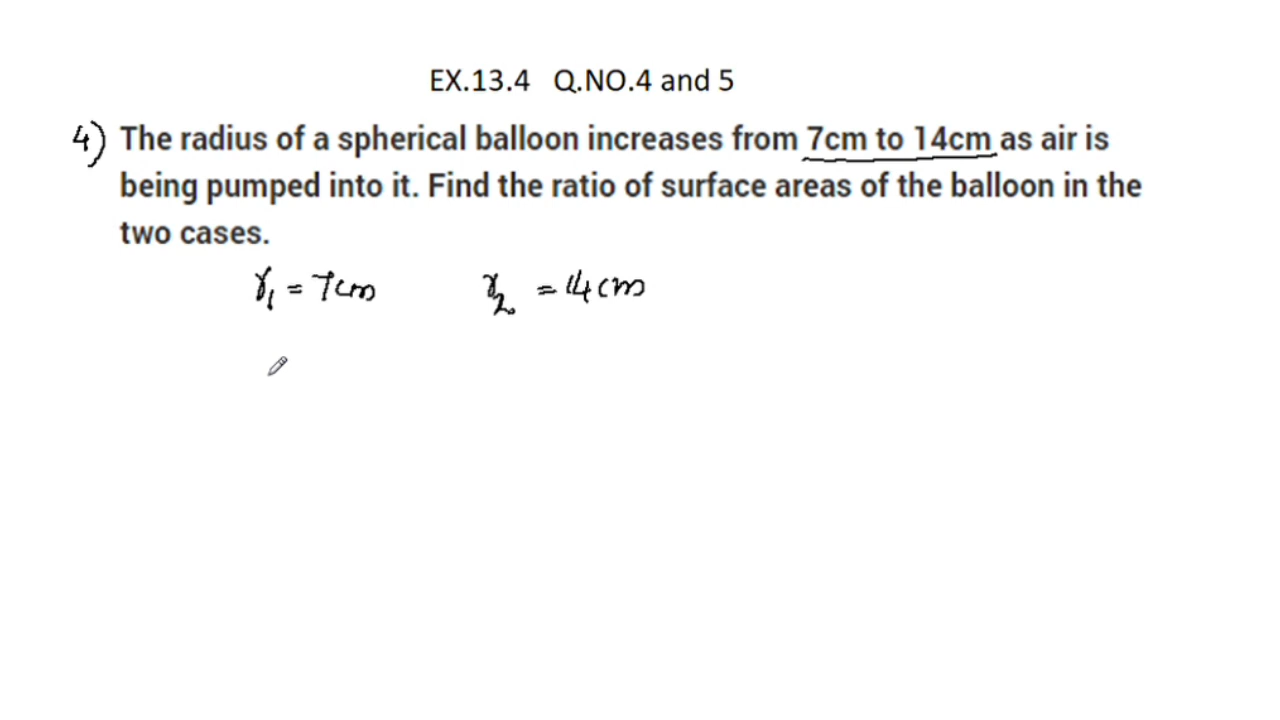 EX.13.4 Q.NO.4 and 5
4) The radius of a spherical balloon increases from 7cm to 14cm as air is
being pumped into it. Find the ratio of surface areas of the balloon in the
two cases.
r₁ = 7cm r₂ = 14cm